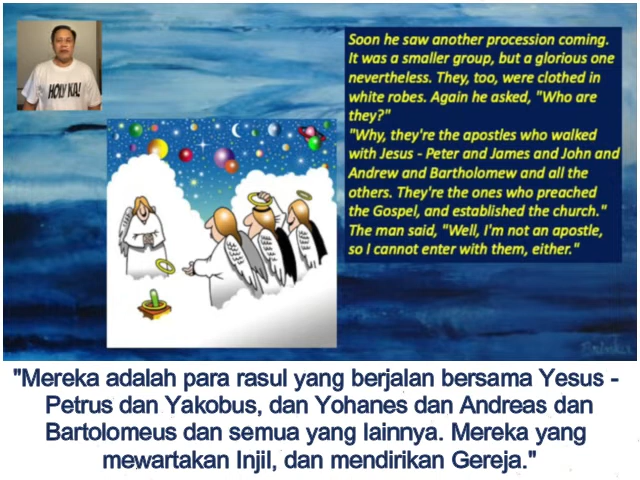 HOLY KA!
Soon he saw another procession coming.
It was a smaller group, but a glorious one
nevertheless. They, too, were clothed in
white robes. Again he asked, "Who are
they?"
"Why, they're the apostles who walked
with Jesus - Peter and James and John and
Andrew and Bartholomew and all the
others. They're the ones who preached
the Gospel, and established the church."
The man said, "Well, I'm not an apostle,
so I cannot enter with them, either."
"Mereka adalah para rasul yang berjalan bersama Yesus -
Petrus dan Yakobus, dan Yohanes dan Andreas dan
Bartolomeus dan semua yang lainnya. Mereka yang
mewartakan Injil, dan mendirikan Gereja."